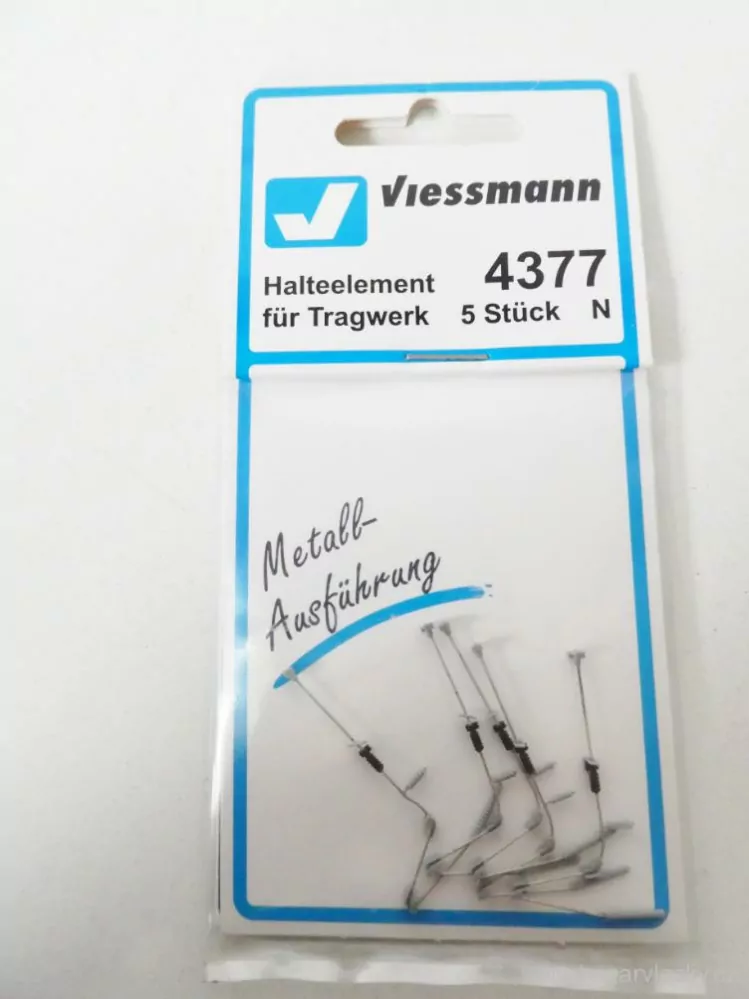 Viessmann
4377
Halteelement
für Tragwerk 5 Stück N
Metall-
Ausführung